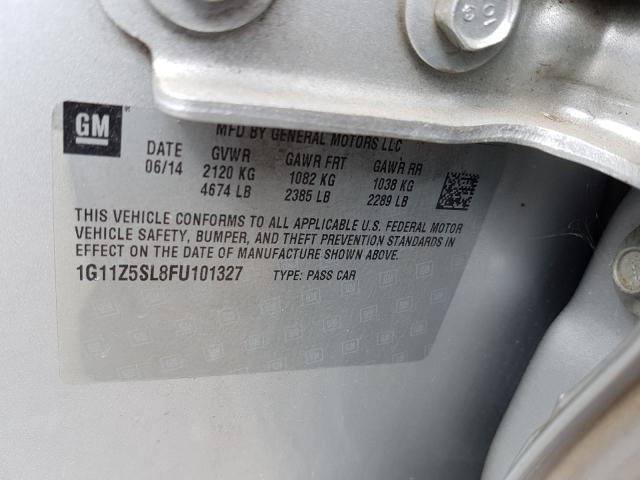 GM
MFD BY GENERAL MOTORS LLC
DATE GVWR GAWR FRT GAWR RR
06/14 2120 KG 1082 KG 1038 KG
4674 LB 2385 LB 2289 LB
THIS VEHICLE CONFORMS TO ALL APPLICABLE U.S. FEDERAL MOTOR
VEHICLE SAFETY, BUMPER, AND THEFT PREVENTION STANDARDS IN
EFFECT ON THE DATE OF MANUFACTURE SHOWN ABOVE.
1G11Z5SL8FU101327 TYPE: PASS CAR